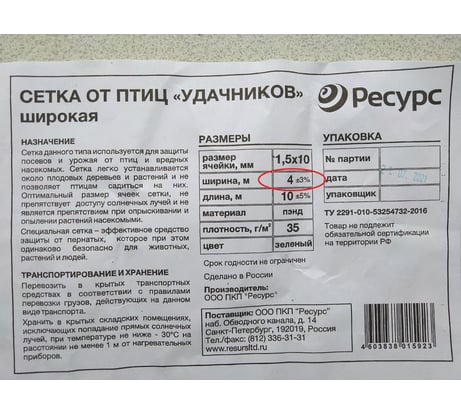 СЕТКА ОТ ПТИЦ «УДАЧНИКОВ»
широкая
Ресурс
НАЗНАЧЕНИЕ
Сетка данного типа используется для защиты
посевов и урожая от птиц и вредных
насекомых. Сетка легко устанавливается
около плодовых деревьев и растений и не
позволяет птицам садиться на них.
Оптимальный размер ячеек сетки, не
препятствует доступу солнечных лучей и не
является препятствием при опрыскивании и
опылении растений насекомыми.
Специальная сетка – эффективное средство
защиты от пернатых, которое при этом
одинаково безопасно для животных,
растений и людей.
ТРАНСПОРТИРОВАНИЕ И ХРАНЕНИЕ
Перевозить в крытых транспортных
средствах в соответствии с правилами
перевозки грузов, действующих на данном
виде транспорта.
Хранить в крытых складских помещениях,
исключающих попадание прямых солнечных
лучей, при температуре не ниже - 30°С на
расстоянии не менее 1 м от нагревательных
приборов.
РАЗМЕРЫ
размер ячейки, мм 1,5х10
ширина, м 4 ±3%
длина, м 10 ±5%
материал пэнд
плотность, г/м² 35
цвет зеленый
Срок годности не ограничен
Сделано в России
Производитель:
ООО ПКП "Ресурс"
Поставщик: ООО ПКП "Ресурс"
наб. Обводного канала, д. 14
Санкт-Петербург, 192019, Россия
Тел./факс: (812) 336-31-31
www.resursltd.ru
УПАКОВКА
№ партии
дата 2021
упаковщик
ТУ 2291-010-53254732-2016
Товар не подлежит
обязательной сертификации
на территории РФ
4603838015923